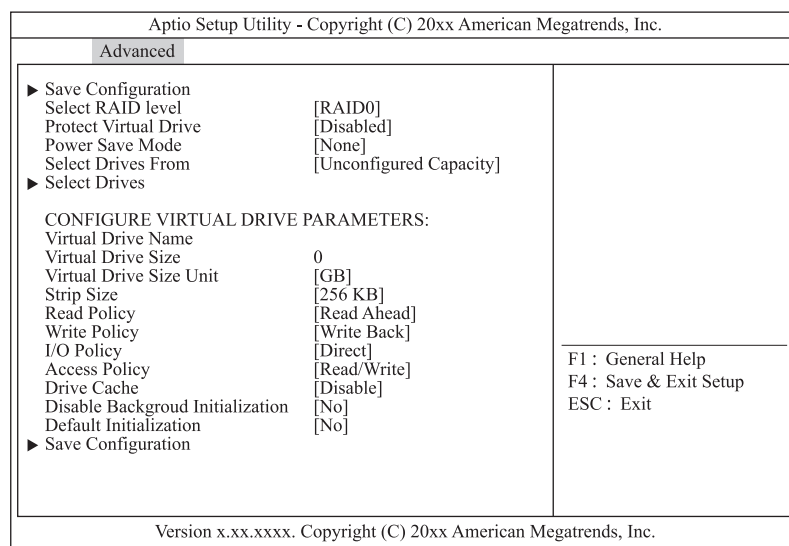 Aptio Setup Utility - Copyright (C) 20xx American Megatrends, Inc.
Advanced
▶ Save Configuration
Select RAID level [RAID0]
Protect Virtual Drive [Disabled]
Power Save Mode [None]
Select Drives From [Unconfigured Capacity]
▶ Select Drives
CONFIGURE VIRTUAL DRIVE PARAMETERS:
Virtual Drive Name
Virtual Drive Size 0
Virtual Drive Size Unit [GB]
Strip Size [256 KB]
Read Policy [Read Ahead]
Write Policy [Write Back]
I/O Policy [Direct]
Access Policy [Read/Write]
Drive Cache [Disable]
Disable Backgroud Initialization [No]
Default Initialization [No]
▶ Save Configuration
F1 : General Help
F4 : Save & Exit Setup
ESC : Exit
Version x.xx.xxxx. Copyright (C) 20xx American Megatrends, Inc.